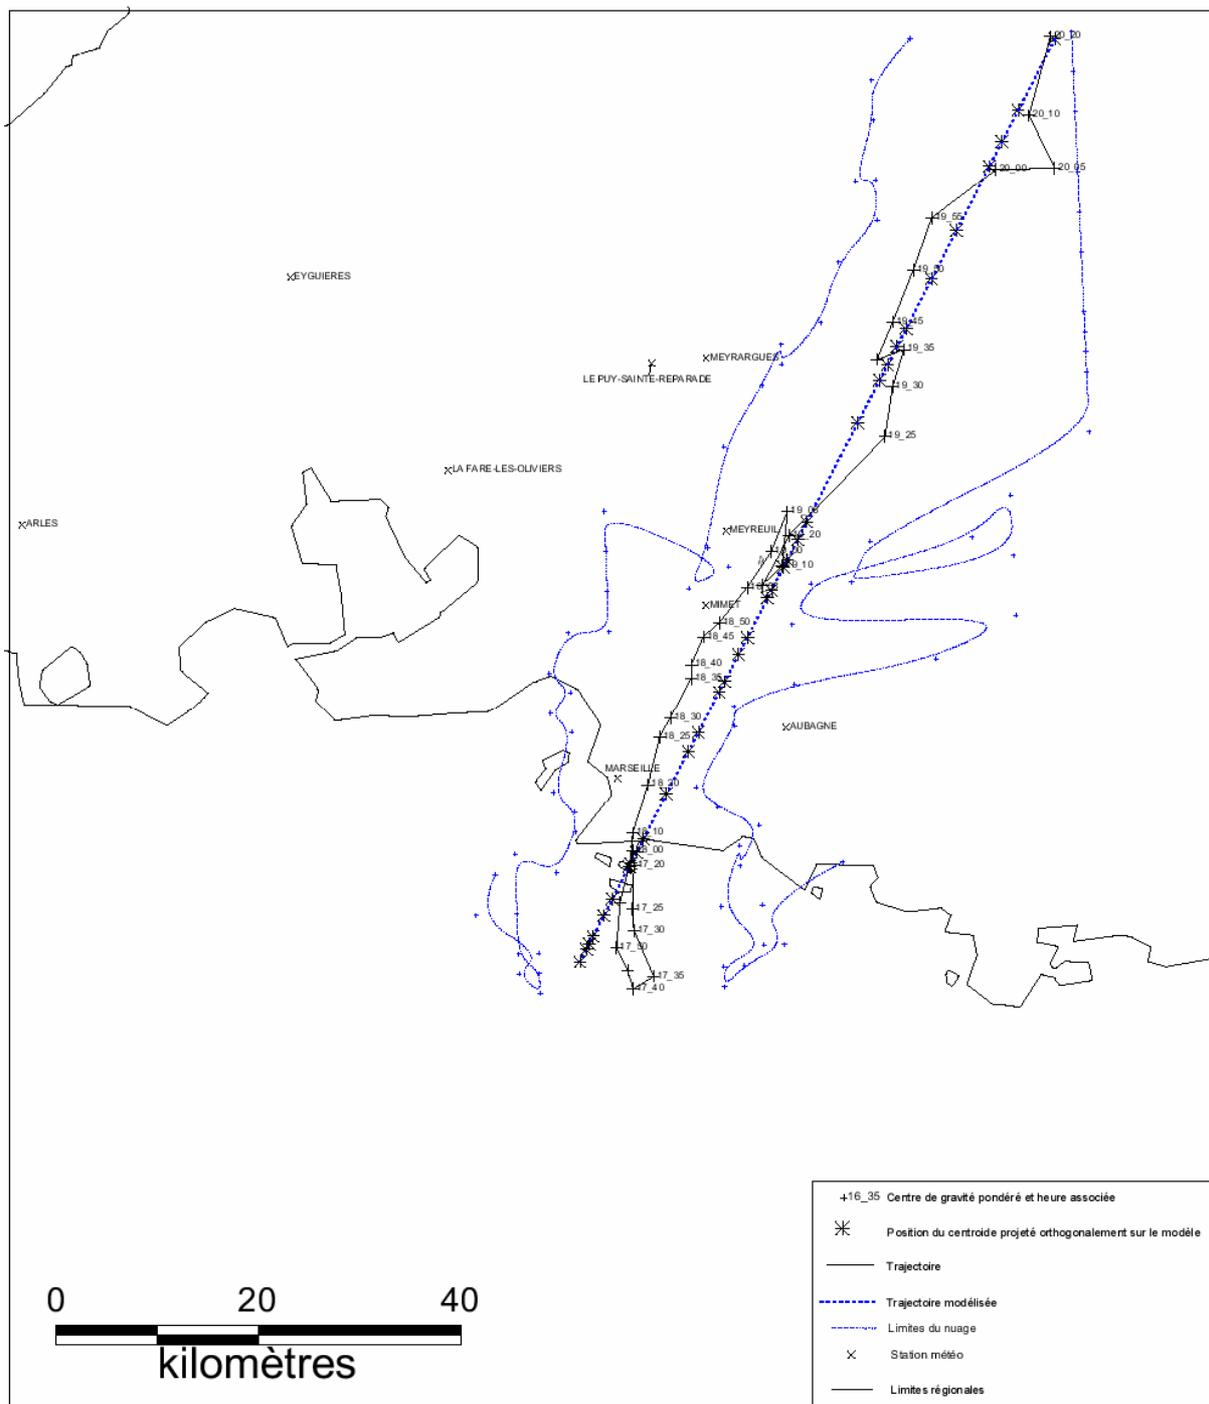 20_20
20_10
20_05
20_00
19_55
19_50
EYGUIERES
19_45
19_35
MEYRARGUES
LE PUY-SAINTE-REPARADE
19_30
19_25
LA FARE-LES-OLIVIERS
ARLES
MEYREUIL
19_10
MIMET
18_50
18_45
18_40
18_35
18_30
AUBAGNE
18_25
MARSEILLE
18_20
18_10
18_00
17_20
17_25
17_30
17_50
17_35
17_40
+16_35 Centre de gravité pondéré et heure associée
Position du centroide projeté orthogonalement sur le modèle
Trajectoire
Trajectoire modélisée
Limites du nuage
Station météo
Limites régionales
0 20 40
kilomètres